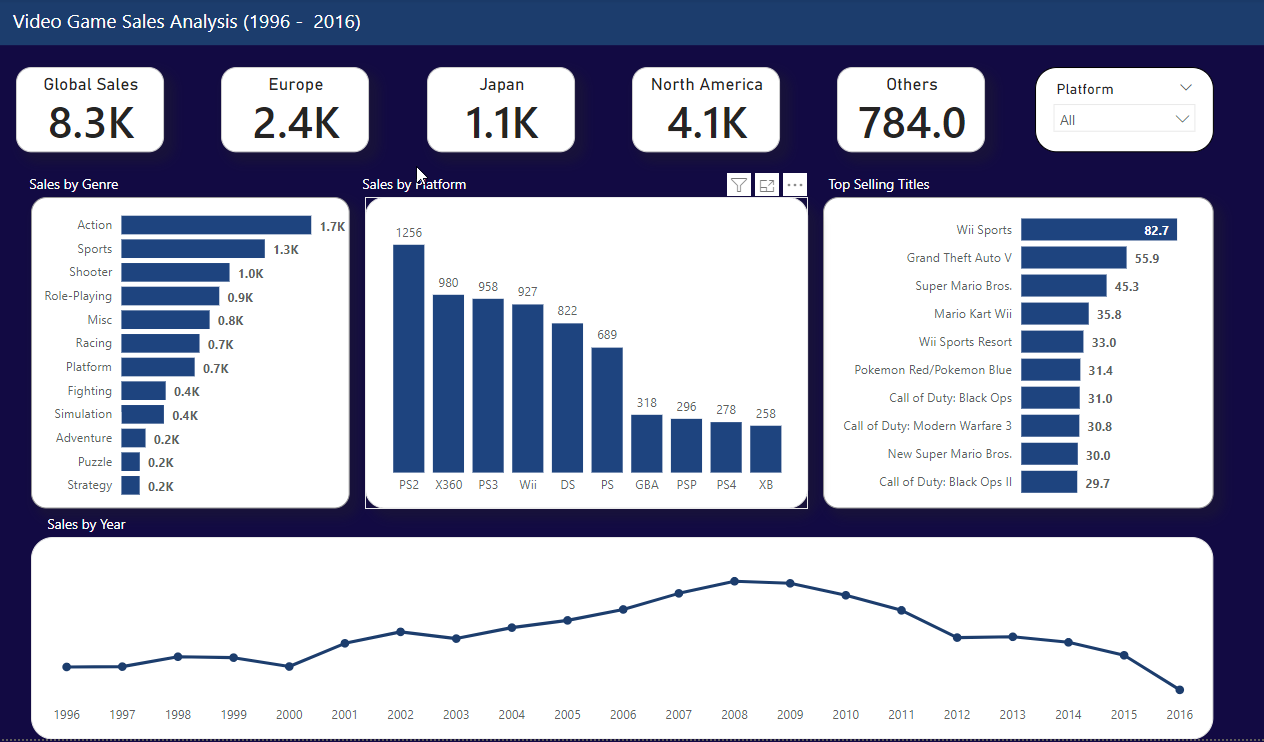 Video Game Sales Analysis (1996 -  2016)
Global Sales
8.3K
Europe
2.4K
Japan
1.1K
North America
4.1K
Others
784.0
Platform
All
Sales by Genre
Action 1.7K
Sports 1.3K
Shooter 1.0K
Role-Playing 0.9K
Misc 0.8K
Racing 0.7K
Platform 0.7K
Fighting 0.4K
Simulation 0.4K
Adventure 0.2K
Puzzle 0.2K
Strategy 0.2K
Sales by Platform
1256 980 958 927 822 689 318 296 278 258
PS2 X360 PS3 Wii DS PS GBA PSP PS4 XB
Top Selling Titles
Wii Sports 82.7
Grand Theft Auto V 55.9
Super Mario Bros. 45.3
Mario Kart Wii 35.8
Wii Sports Resort 33.0
Pokemon Red/Pokemon Blue 31.4
Call of Duty: Black Ops 31.0
Call of Duty: Modern Warfare 3 30.8
New Super Mario Bros. 30.0
Call of Duty: Black Ops II 29.7
Sales by Year
1996 1997 1998 1999 2000 2001 2002 2003 2004 2005 2006 2007 2008 2009 2010 2011 2012 2013 2014 2015 2016